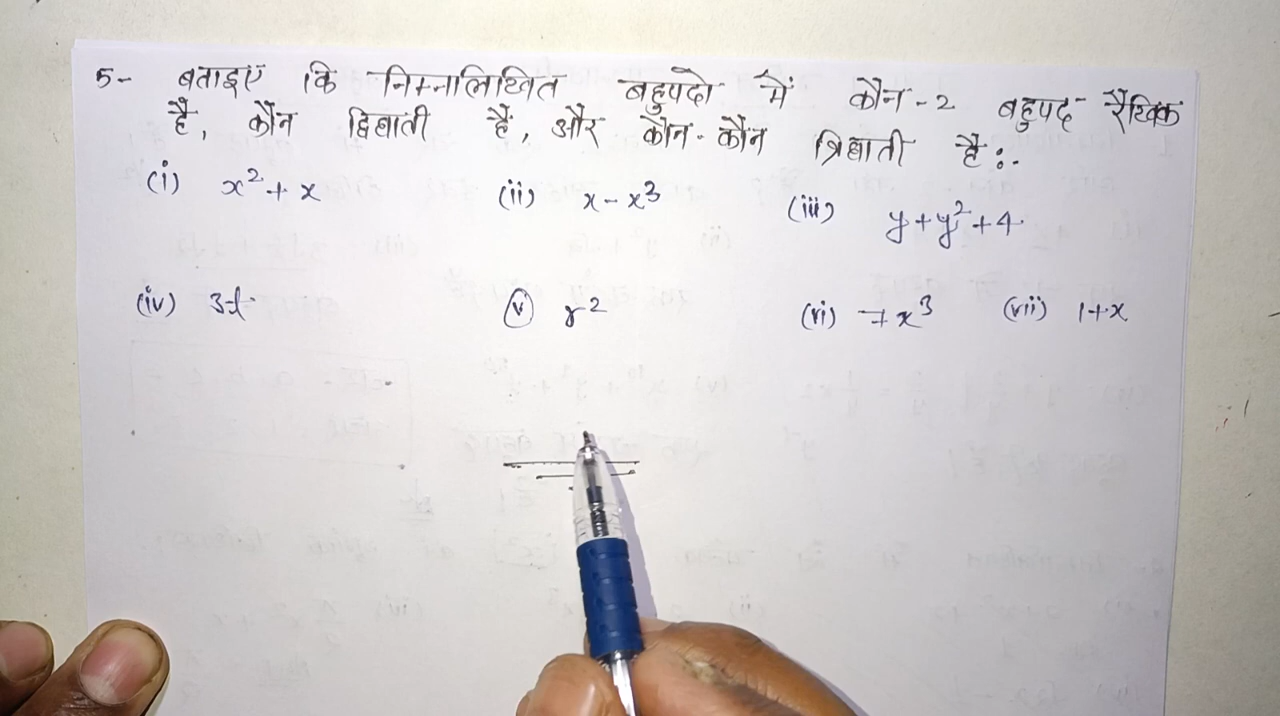 5- बताइए कि निम्नलिखित बहुपदो में कौन-2 बहुपद रैखिक
है, कौन द्विघाती है, और कौन-कौन त्रिघाती है:-
(i) x² + x (ii) x - x³ (iii) y + y² + 4
(iv) 3t (v) r² (vi) 7x³ (vii) 1+x